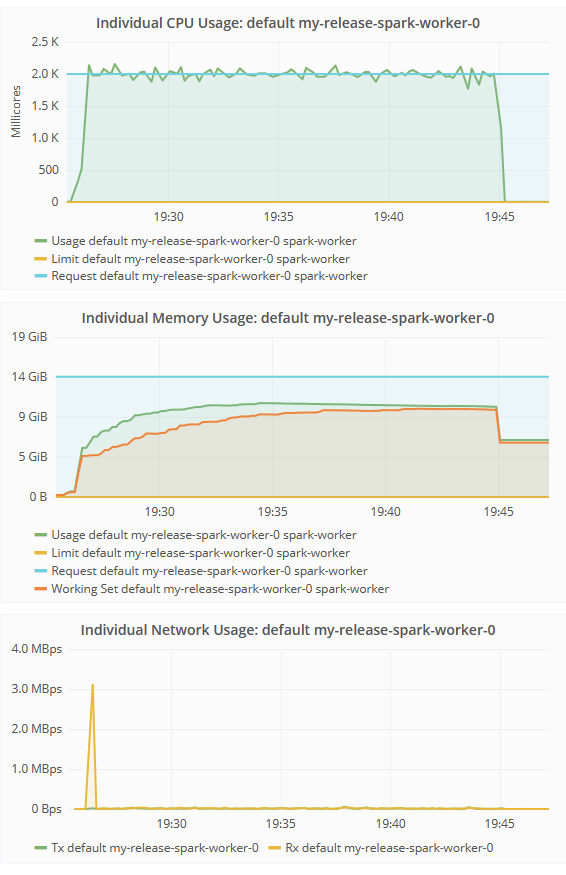 Individual CPU Usage: default my-release-spark-worker-0
2.5 K
2.0 K
1.5 K
1.0 K
500
0
Millicores
19:30 19:35 19:40 19:45
Usage default my-release-spark-worker-0 spark-worker
Limit default my-release-spark-worker-0 spark-worker
Request default my-release-spark-worker-0 spark-worker
Individual Memory Usage: default my-release-spark-worker-0
19 GiB
14 GiB
9 GiB
5 GiB
0 B
19:30 19:35 19:40 19:45
Usage default my-release-spark-worker-0 spark-worker
Limit default my-release-spark-worker-0 spark-worker
Request default my-release-spark-worker-0 spark-worker
Working Set default my-release-spark-worker-0 spark-worker
Individual Network Usage: default my-release-spark-worker-0
4.0 MBps
3.0 MBps
2.0 MBps
1.0 MBps
0 Bps
19:30 19:35 19:40 19:45
Tx default my-release-spark-worker-0 Rx default my-release-spark-worker-0